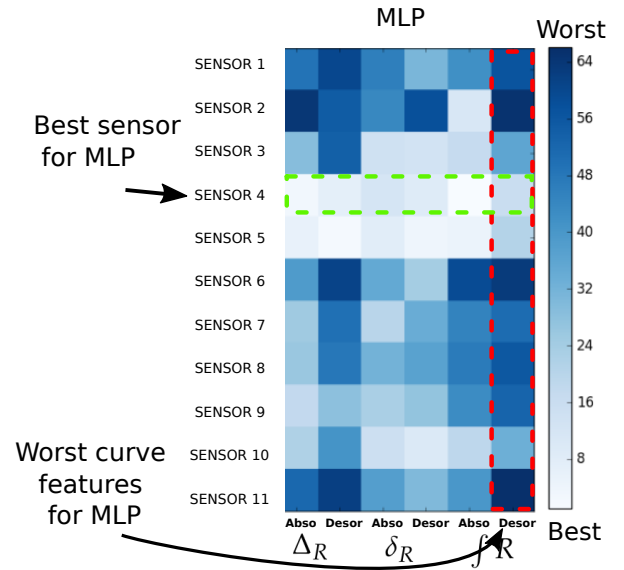 MLP
Worst
Best sensor
for MLP
Worst curve
features
for MLP
SENSOR 1
SENSOR 2
SENSOR 3
SENSOR 4
SENSOR 5
SENSOR 6
SENSOR 7
SENSOR 8
SENSOR 9
SENSOR 10
SENSOR 11
Abso Desor Abso Desor Abso Desor
Δ_R δ_R ∫R
64
56
48
40
32
24
16
8
Best